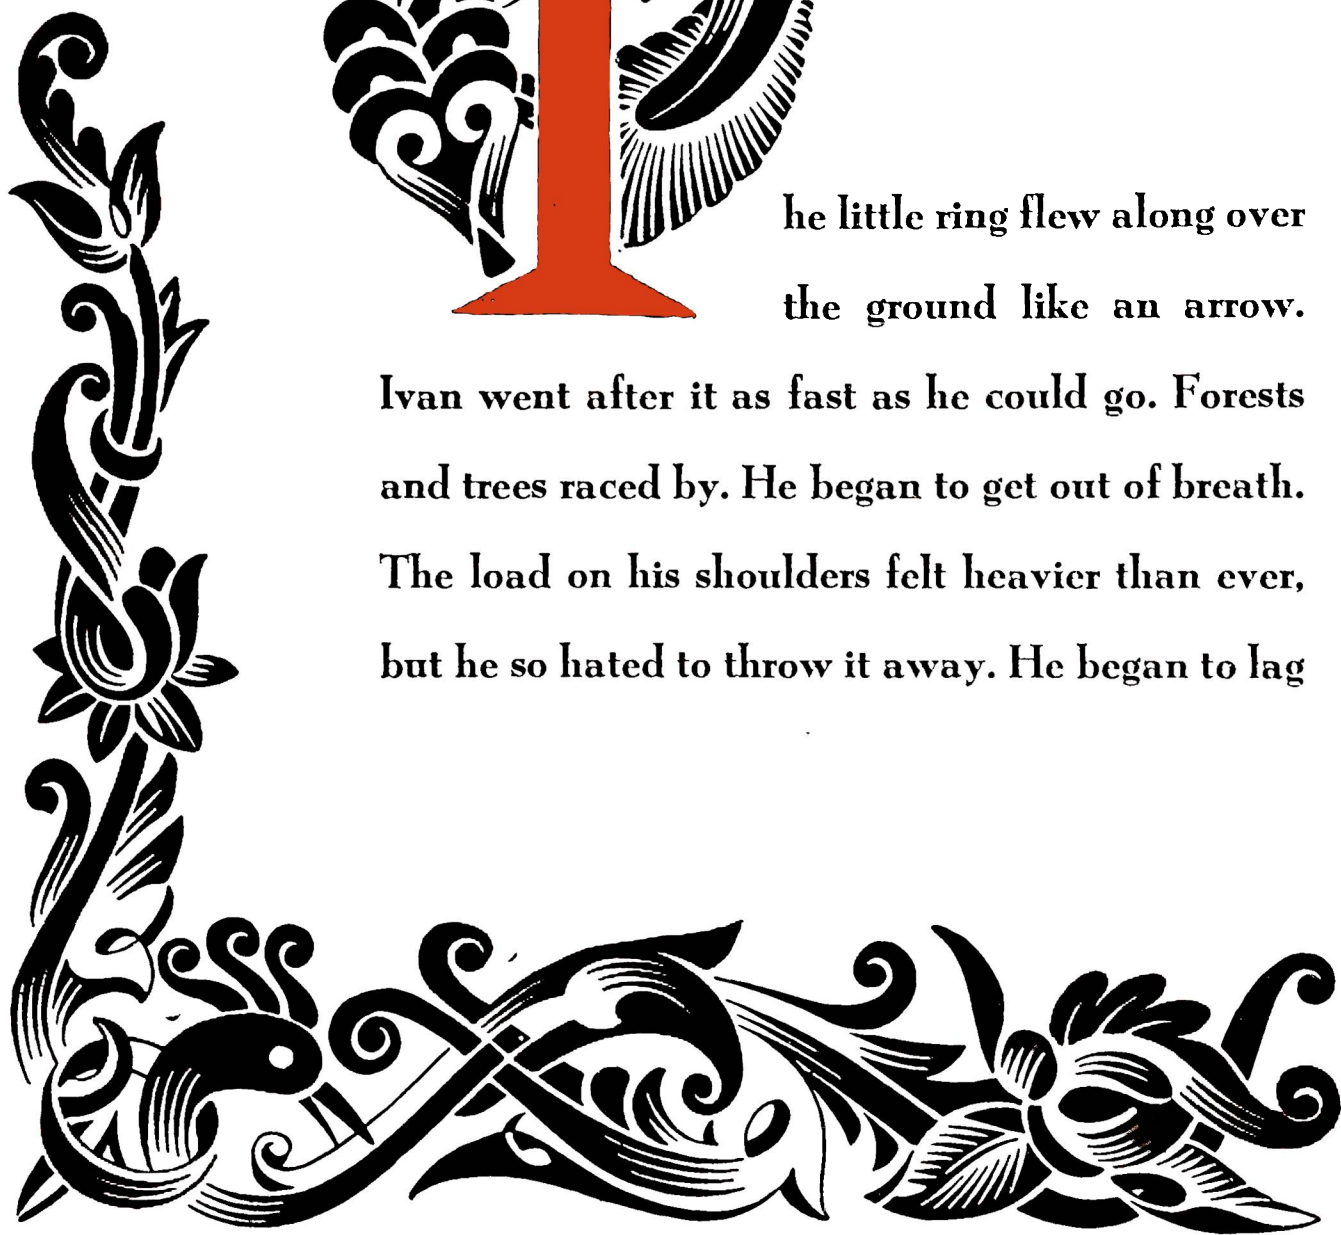 The little ring flew along over
the ground like an arrow.
Ivan went after it as fast as he could go. Forests
and trees raced by. He began to get out of breath.
The load on his shoulders felt heavier than ever,
but he so hated to throw it away. He began to lag